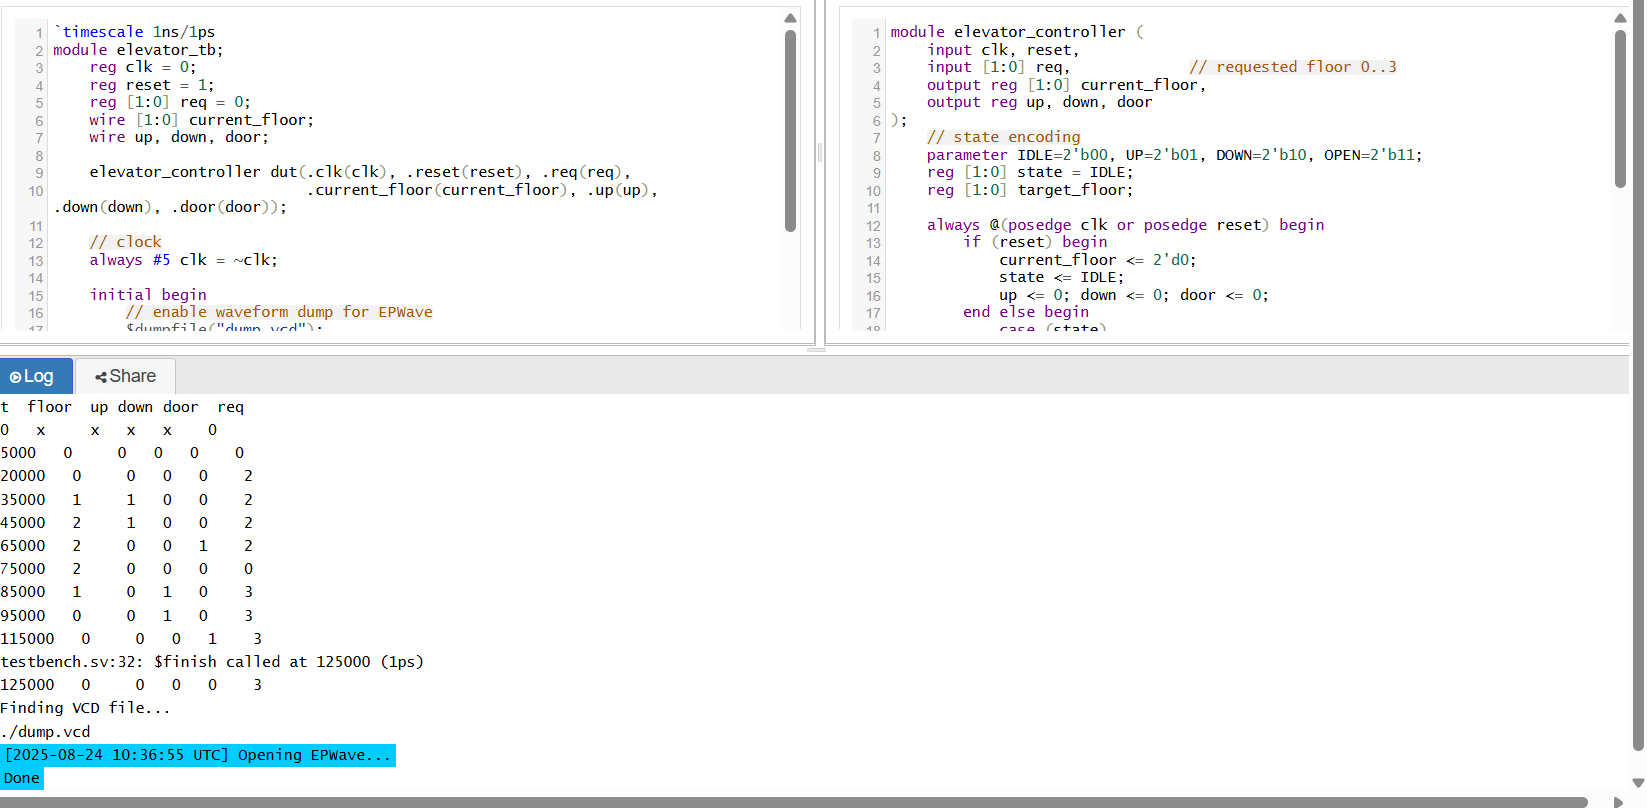 1 `timescale 1ns/1ps
2 module elevator_tb;
3 reg clk = 0;
4 reg reset = 1;
5 reg [1:0] req = 0;
6 wire [1:0] current_floor;
7 wire up, down, door;
8
9 elevator_controller dut(.clk(clk), .reset(reset), .req(req),
10 .current_floor(current_floor), .up(up),
.down(down), .door(door));
11
12 // clock
13 always #5 clk = ~clk;
14
15 initial begin
16 // enable waveform dump for EPWave
17 $dumpfile("dump.vcd");
1 module elevator_controller (
2 input clk, reset,
3 input [1:0] req, // requested floor 0..3
4 output reg [1:0] current_floor,
5 output reg up, down, door
6 );
7 // state encoding
8 parameter IDLE=2'b00, UP=2'b01, DOWN=2'b10, OPEN=2'b11;
9 reg [1:0] state = IDLE;
10 reg [1:0] target_floor;
11
12 always @(posedge clk or posedge reset) begin
13 if (reset) begin
14 current_floor <= 2'd0;
15 state <= IDLE;
16 up <= 0; down <= 0; door <= 0;
17 end else begin
18 case (state)
Log Share
t floor up down door req
0 x x x x 0
5000 0 0 0 0 0
20000 0 0 0 0 2
35000 1 1 0 0 2
45000 2 1 0 0 2
65000 2 0 0 1 2
75000 2 0 0 0 0
85000 1 0 1 0 3
95000 0 0 1 0 3
115000 0 0 0 1 3
testbench.sv:32: $finish called at 125000 (1ps)
125000 0 0 0 0 3
Finding VCD file...
./dump.vcd
[2025-08-24 10:36:55 UTC] Opening EPWave...
Done